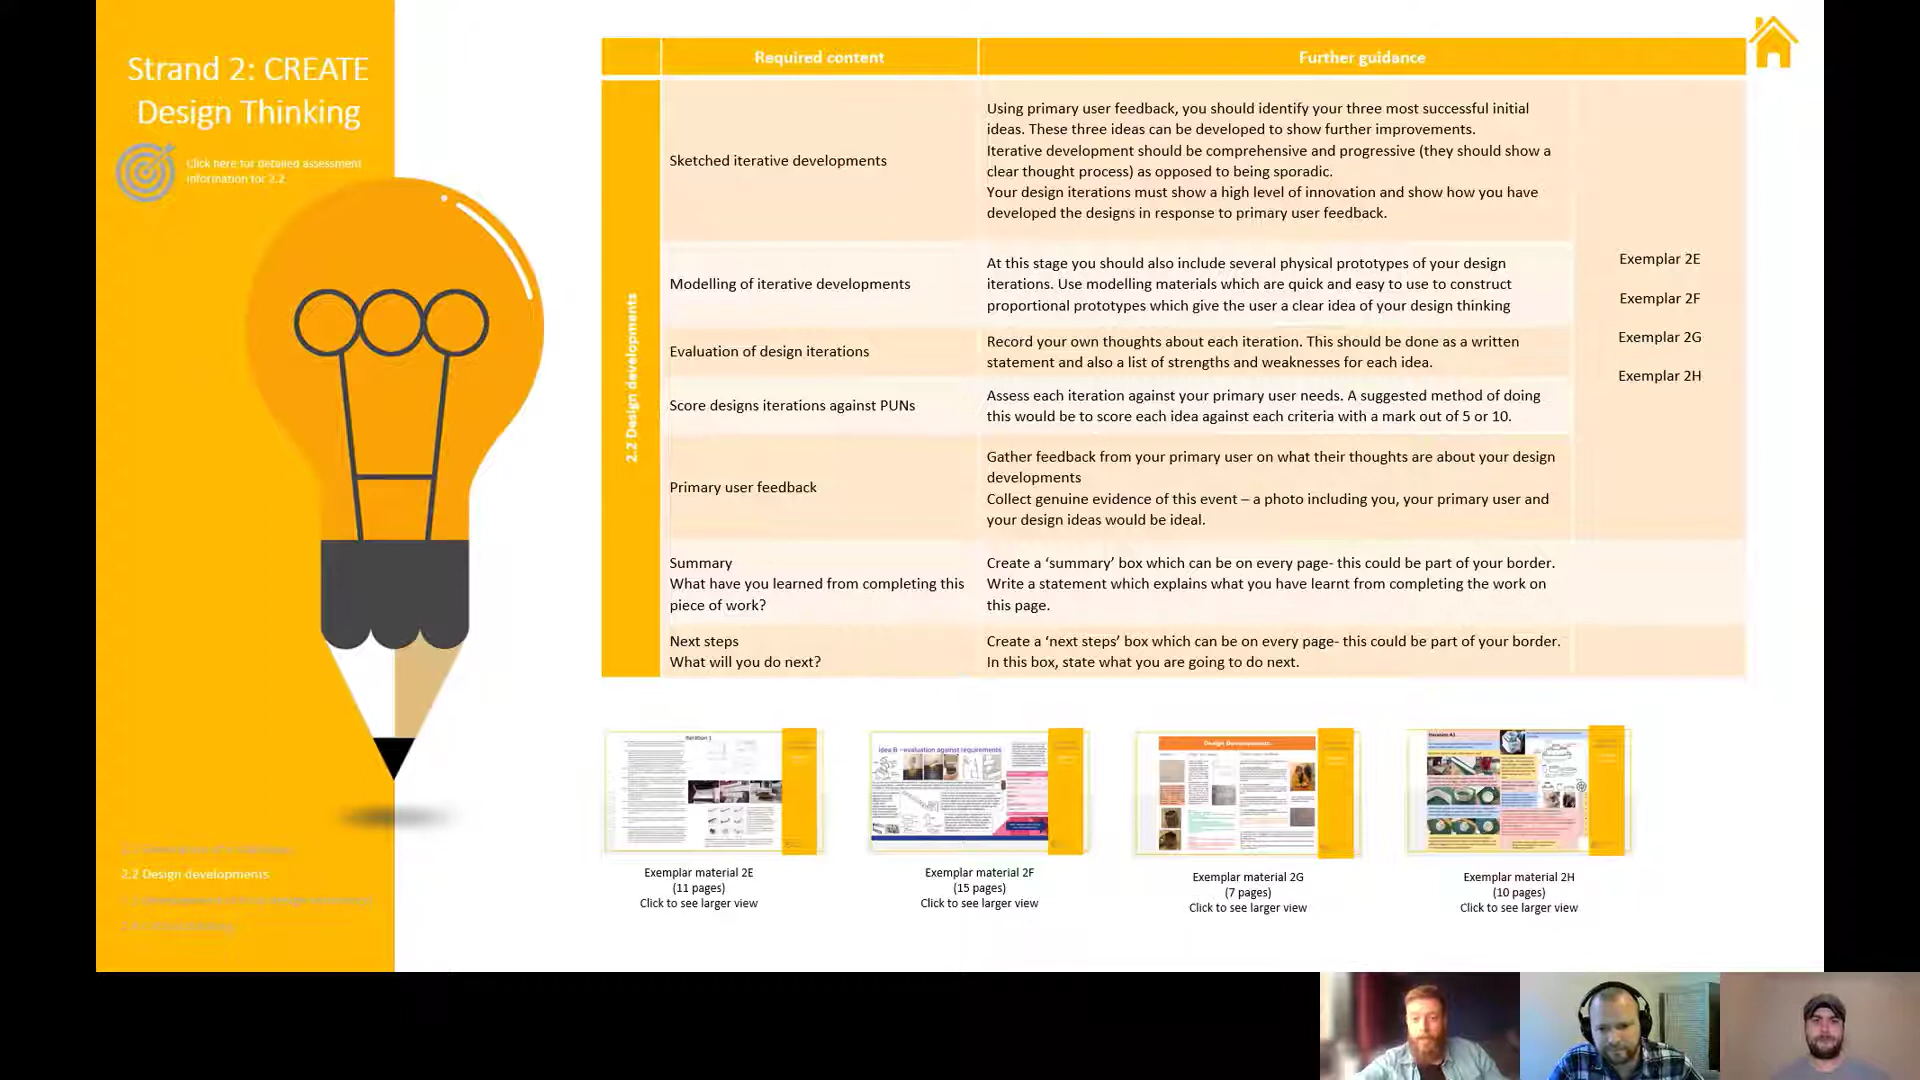 Strand 2: CREATE
Design Thinking
Click here for detailed assessment
information for 2.2
2.2 Design developments
Required content
Further guidance
2.2 Design developments
Sketched iterative developments
Using primary user feedback, you should identify your three most successful initial
ideas. These three ideas can be developed to show further improvements.
Iterative development should be comprehensive and progressive (they should show a
clear thought process) as opposed to being sporadic.
Your design iterations must show a high level of innovation and show how you have
developed the designs in response to primary user feedback.
Modelling of iterative developments
At this stage you should also include several physical prototypes of your design
iterations. Use modelling materials which are quick and easy to use to construct
proportional prototypes which give the user a clear idea of your design thinking
Evaluation of design iterations
Record your own thoughts about each iteration. This should be done as a written
statement and also a list of strengths and weaknesses for each idea.
Score designs iterations against PUNs
Assess each iteration against your primary user needs. A suggested method of doing
this would be to score each idea against each criteria with a mark out of 5 or 10.
Primary user feedback
Gather feedback from your primary user on what their thoughts are about your design
developments
Collect genuine evidence of this event – a photo including you, your primary user and
your design ideas would be ideal.
Summary
What have you learned from completing this
piece of work?
Create a ‘summary’ box which can be on every page- this could be part of your border.
Write a statement which explains what you have learnt from completing the work on
this page.
Next steps
What will you do next?
Create a ‘next steps’ box which can be on every page- this could be part of your border.
In this box, state what you are going to do next.
Exemplar 2E
Exemplar 2F
Exemplar 2G
Exemplar 2H
Iteration 1
Idea B –evaluation against requirements
Design Developments
Iteration A1
Exemplar material 2E
(11 pages)
Click to see larger view
Exemplar material 2F
(15 pages)
Click to see larger view
Exemplar material 2G
(7 pages)
Click to see larger view
Exemplar material 2H
(10 pages)
Click to see larger view